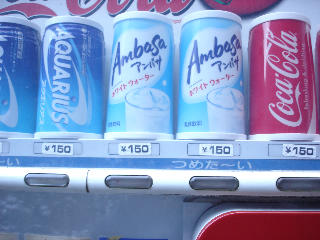 AQUARIUS
AQUARIUS
Ambasa
アンバサ
ホワイトウォーター
Ambasa
アンバサ
ホワイトウォーター
Coca-Cola
¥150
¥150
¥150
¥150
つめた〜い